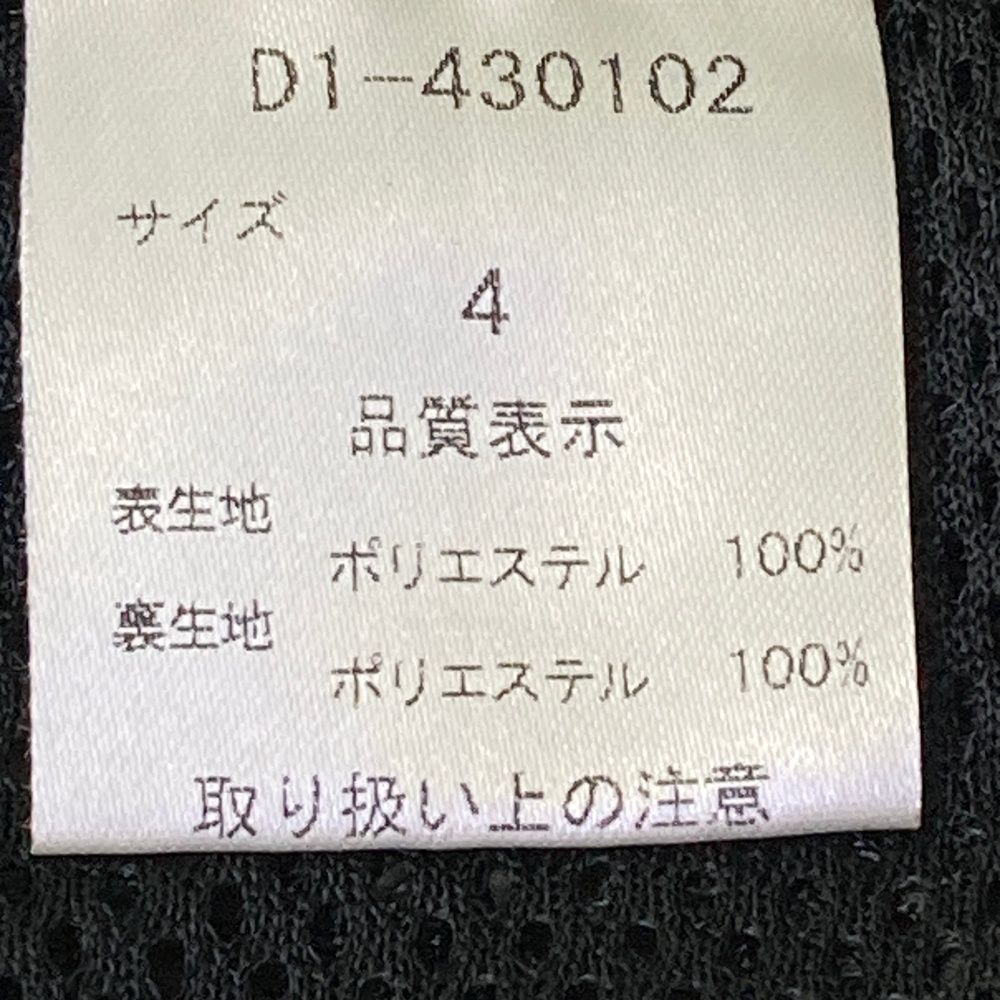 D1-430102
サイズ
4
品質表示
表生地
ポリエステル 100%
裏生地
ポリエステル 100%
取り扱い上の注意